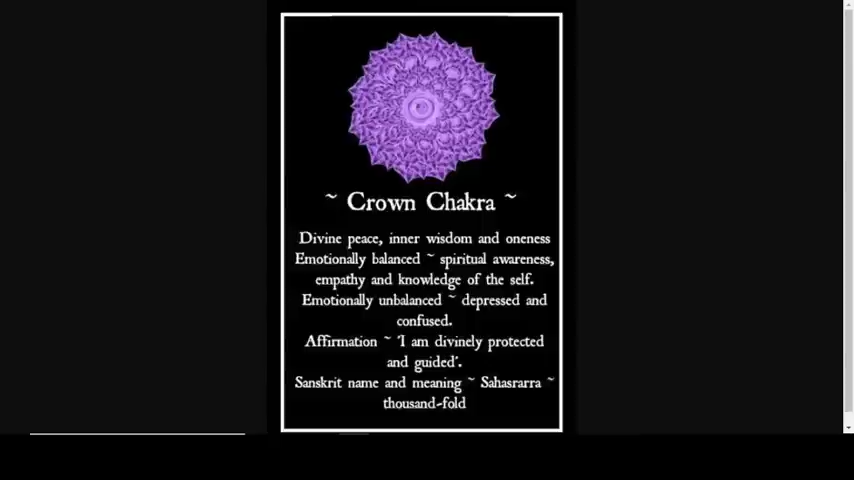 ~ Crown Chakra ~
Divine peace, inner wisdom and oneness
Emotionally balanced ~ spiritual awareness,
empathy and knowledge of the self.
Emotionally unbalanced ~ depressed and
confused.
Affirmation ~ 'I am divinely protected
and guided'.
Sanskrit name and meaning ~ Sahasrarra ~
thousand-fold